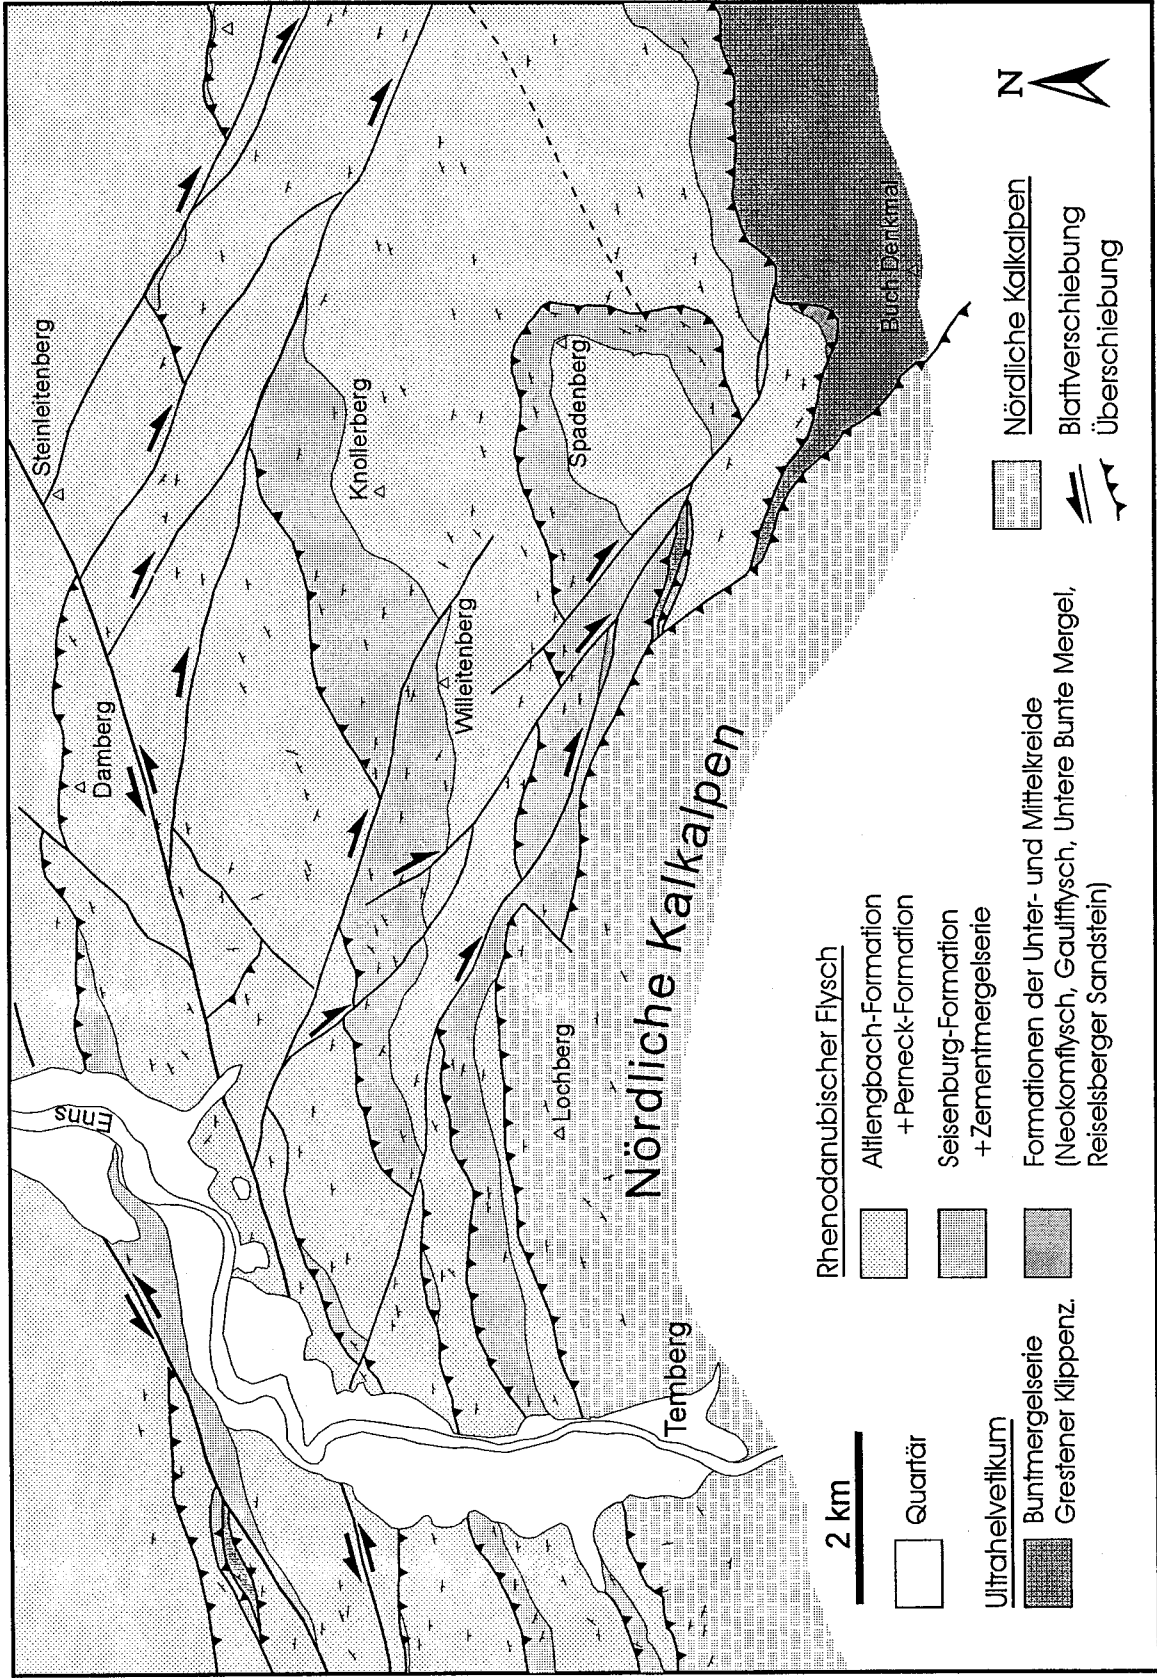 Steinleitenberg
Damberg
Enns
Knollerberg
Willeitenberg
Spadenberg
Buch Denkmal
Lochberg
Nördliche Kalkalpen
Ternberg
2 km
Quartär
Ultrahelvetikum
Buntmergelserie
Grestener Klippenz.
Rhenodanubischer Flysch
Altlengbach-Formation
+ Perneck-Formation
Seisenburg-Formation
+Zementmergelserie
Formationen der Unter- und Mittelkreide
(Neokomflysch, Gaultflysch, Untere Bunte Mergel,
Reiselsberger Sandstein)
Nördliche Kalkalpen
Blattverschiebung
Überschiebung
N